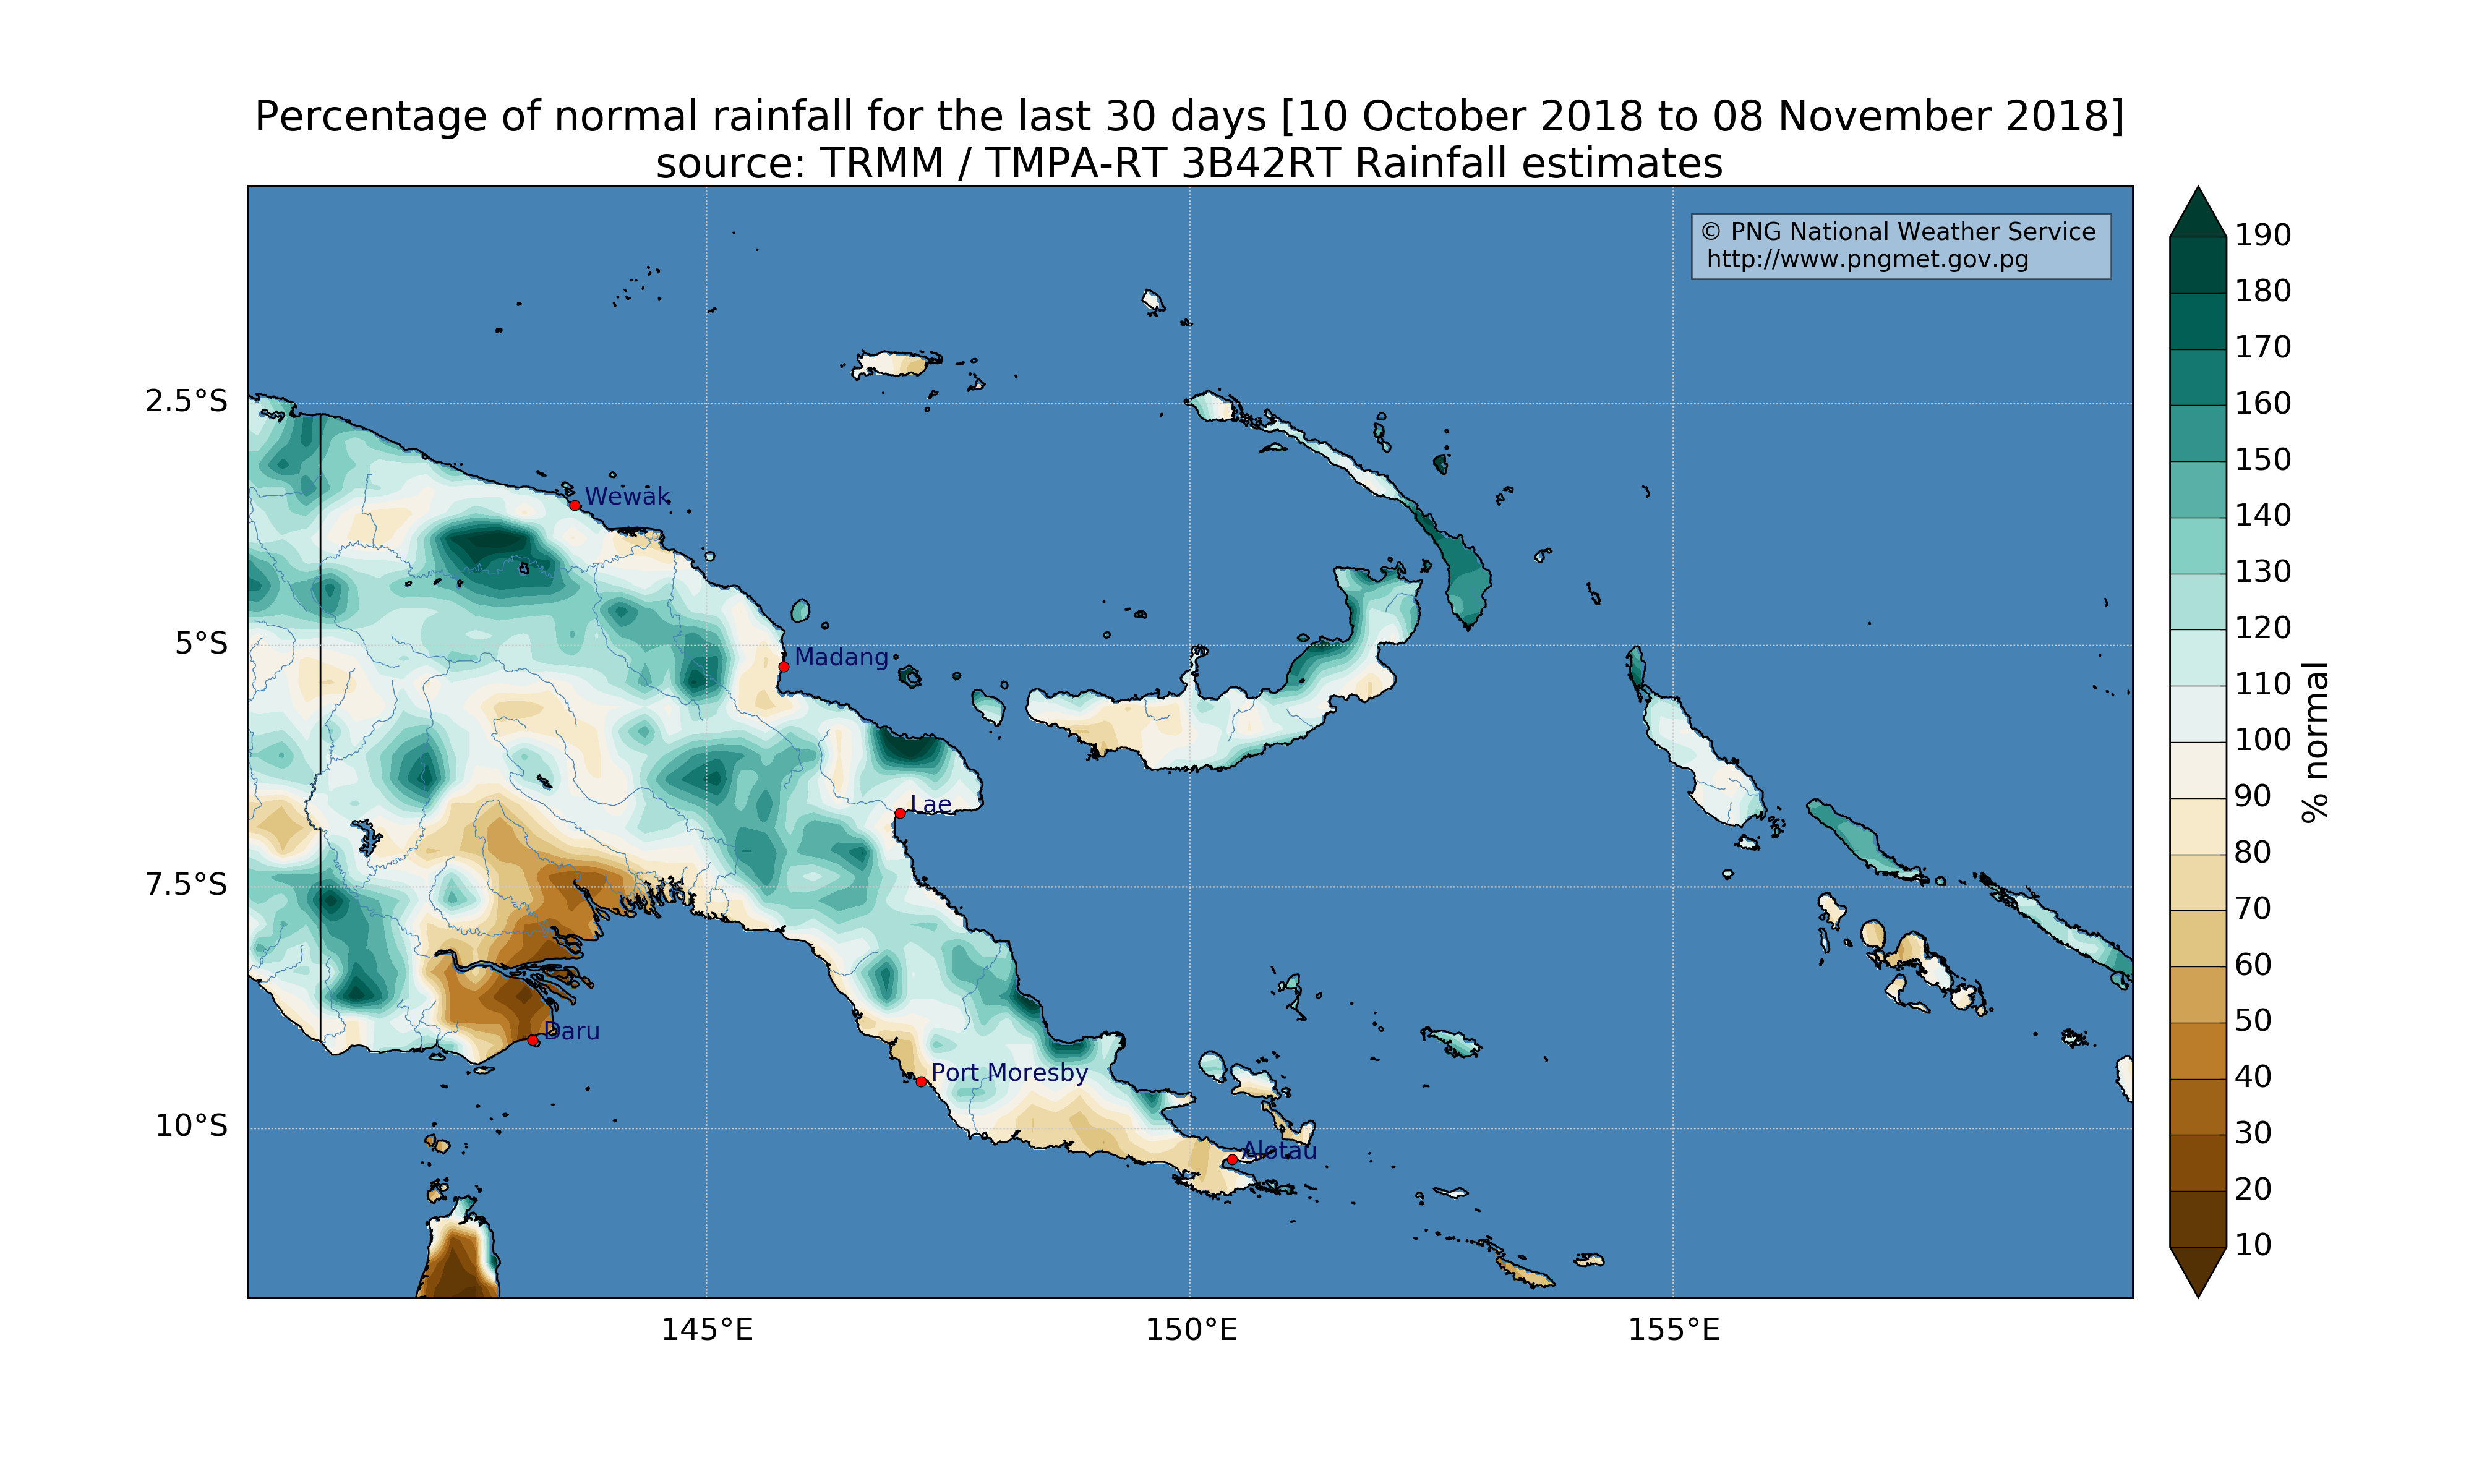 Percentage of normal rainfall for the last 30 days [10 October 2018 to 08 November 2018]
source: TRMM / TMPA-RT 3B42RT Rainfall estimates
© PNG National Weather Service
http://www.pngmet.gov.pg
2.5°S
5°S
7.5°S
10°S
Wewak
Madang
Lae
Daru
Port Moresby
Alotau
145°E
150°E
155°E
190
180
170
160
150
140
130
120
110
100
90
80
70
60
50
40
30
20
10
% normal